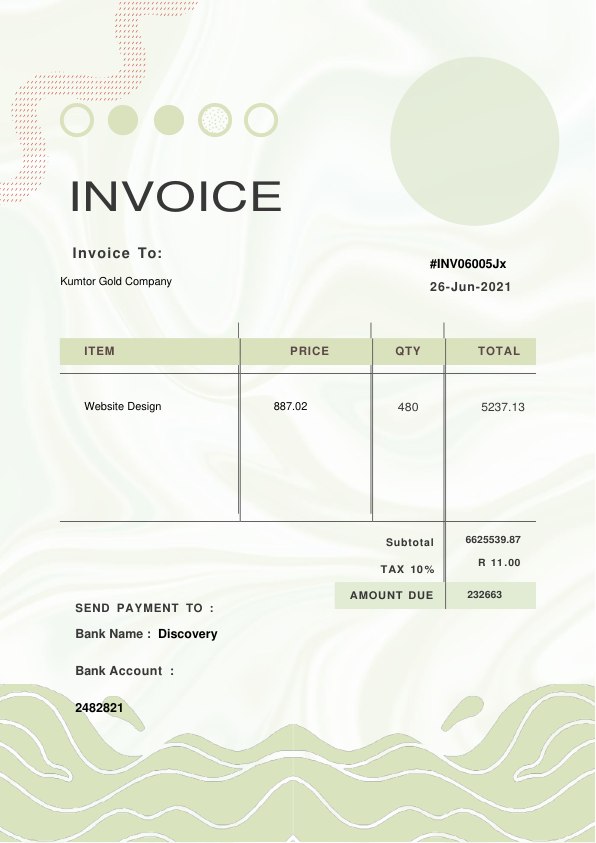 INVOICE
Invoice To:
Kumtor Gold Company
#INV06005Jx
26-Jun-2021
ITEM PRICE QTY TOTAL
Website Design 887.02 480 5237.13
Subtotal 6625539.87
TAX 10% R 11.00
AMOUNT DUE 232663
SEND PAYMENT TO :
Bank Name : Discovery
Bank Account :
2482821